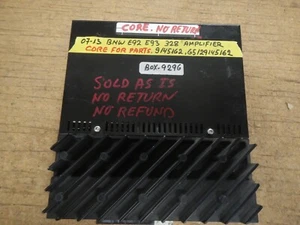 CORE. NO RETURN
07-13 BMW E92 E93 328 AMPLIFIER
CORE FOR PARTS. 9145162. 65129145162
BOX-9296
SOLD AS IS
NO RETURN
NO REFUND